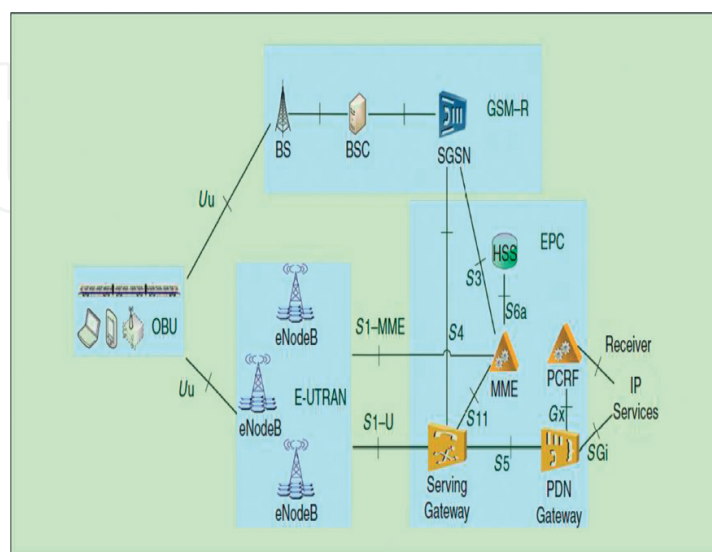 GSM–R
BS
BSC
SGSN
Uu
EPC
HSS
S3
S6a
S4
OBU
eNodeB
S1–MME
Receiver
MME
PCRF
IP
Services
Uu
E-UTRAN
eNodeB
S1–U
S11
Gx
SGi
S5
eNodeB
Serving
Gateway
PDN
Gateway